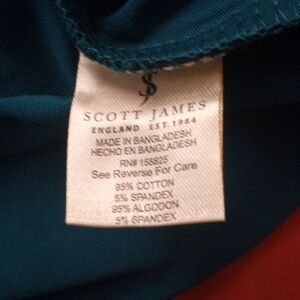 SCOTT JAMES
ENGLAND EST.1984
MADE IN BANGLADESH
HECHO EN BANGLADESH
RN# 158825
See Reverse For Care
95% COTTON
5% SPANDEX
95% ALGODON
5% SPANDEX